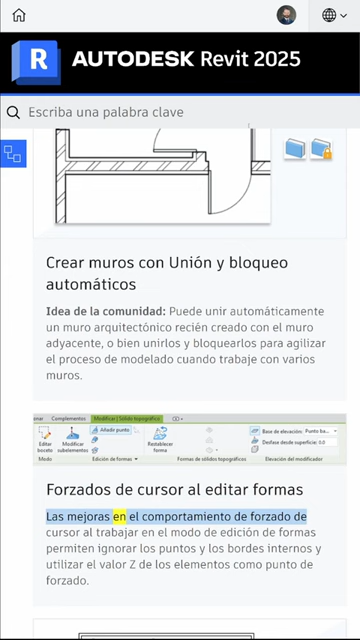 R AUTODESK Revit 2025
Escriba una palabra clave
Crear muros con Unión y bloqueo
automáticos
Idea de la comunidad: Puede unir automáticamente
un muro arquitectónico recién creado con el muro
adyacente, o bien unirlos y bloquearlos para agilizar
el proceso de modelado cuando trabaje con varios
muros.
Complementos Modificar | Sólido topográfico
Añadir punto Base de elevación: Punto ba...
Editar Modificar Restablecer Desfase desde superficie: 0.0
boceto subelementos forma
Modo Edición de formas Formas de sólidos topográficos Elevación del modificador
Forzados de cursor al editar formas
Las mejoras en el comportamiento de forzado de
cursor al trabajar en el modo de edición de formas
permiten ignorar los puntos y los bordes internos y
utilizar el valor Z de los elementos como punto de
forzado.